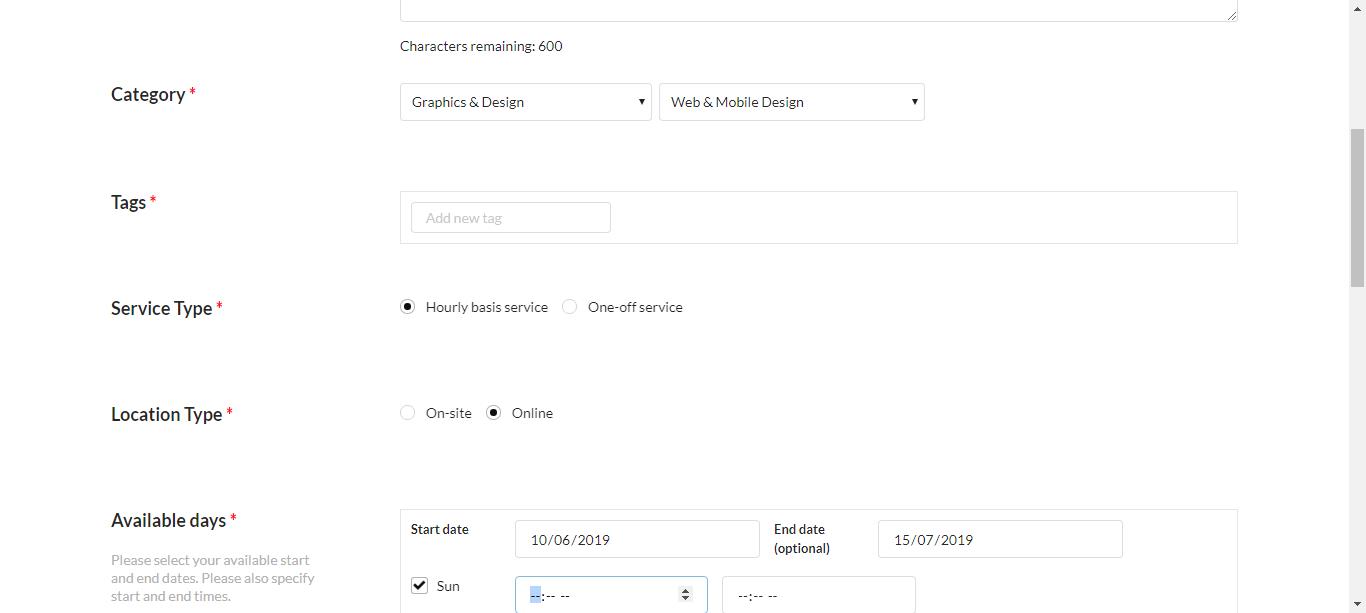 Characters remaining: 600
Category *
Graphics & Design
Web & Mobile Design
Tags *
Add new tag
Service Type *
Hourly basis service
One-off service
Location Type *
On-site
Online
Available days *
Please select your available start
and end dates. Please also specify
start and end times.
Start date
10/06/2019
End date
(optional)
15/07/2019
Sun
--:-- --
--:-- --